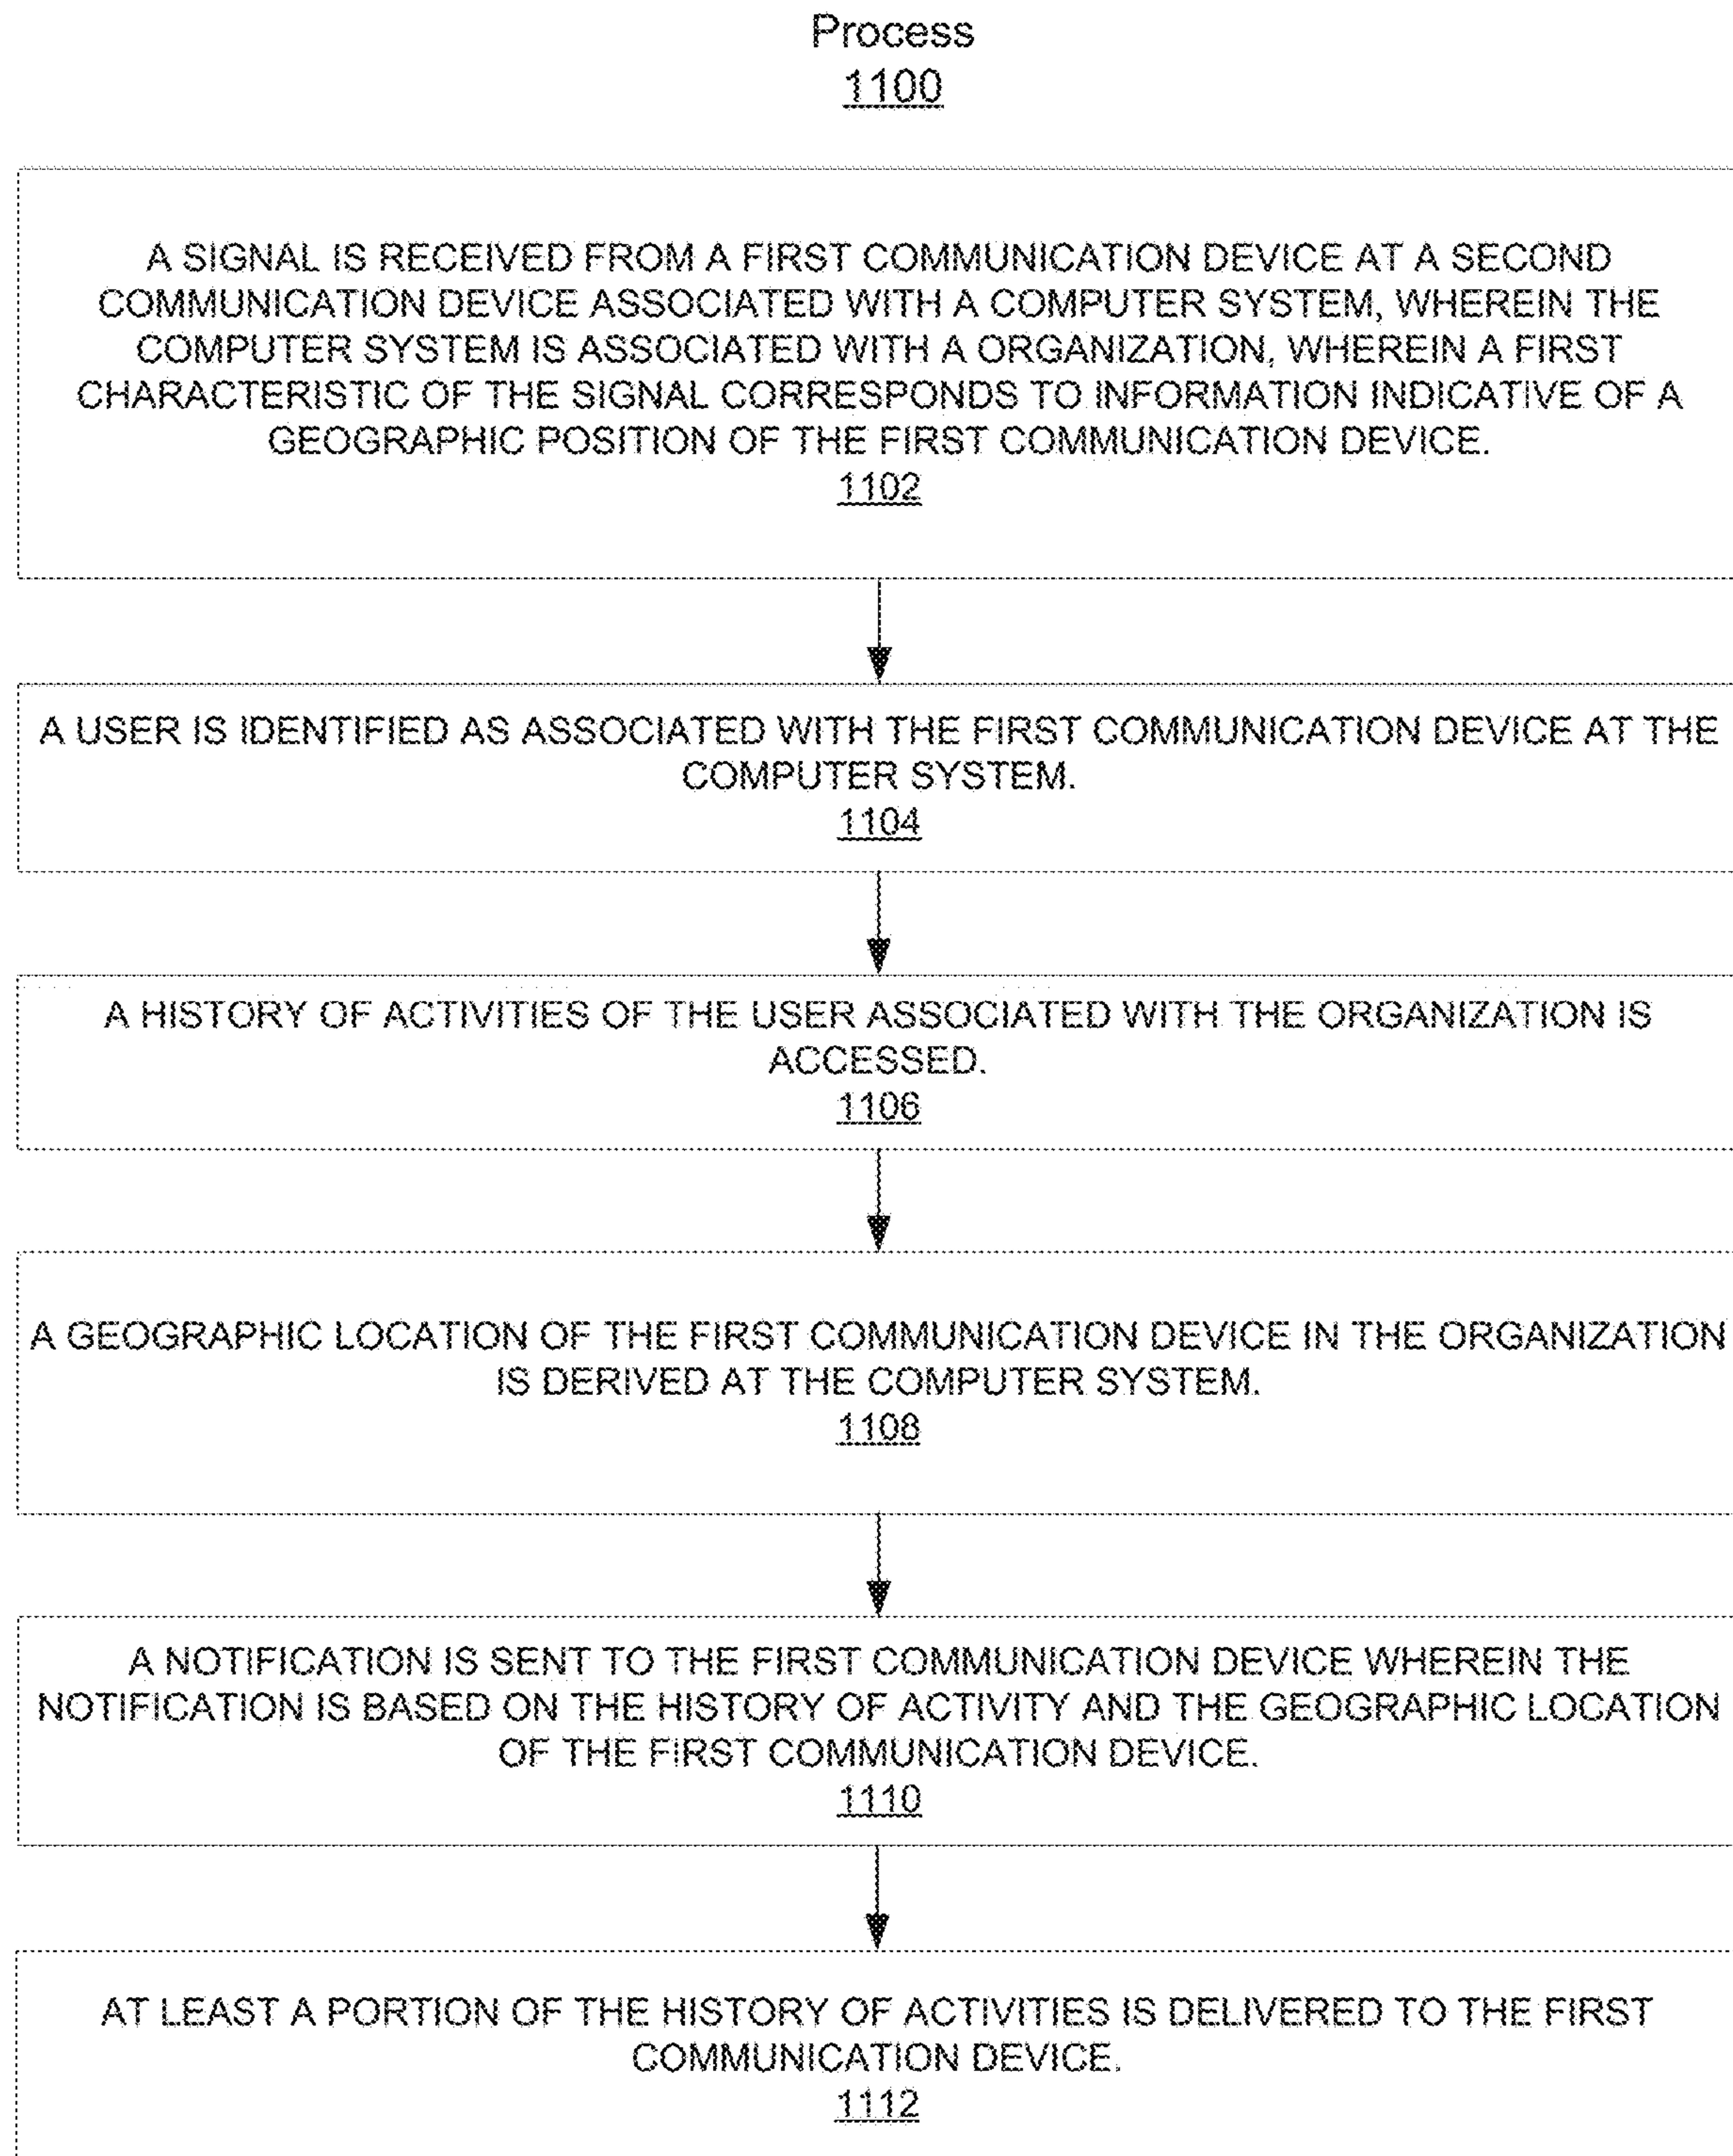 Process
1100
A SIGNAL IS RECEIVED FROM A FIRST COMMUNICATION DEVICE AT A SECOND
COMMUNICATION DEVICE ASSOCIATED WITH A COMPUTER SYSTEM, WHEREIN THE
COMPUTER SYSTEM IS ASSOCIATED WITH A ORGANIZATION, WHEREIN A FIRST
CHARACTERISTIC OF THE SIGNAL CORRESPONDS TO INFORMATION INDICATIVE OF A
GEOGRAPHIC POSITION OF THE FIRST COMMUNICATION DEVICE.
1102
A USER IS IDENTIFIED AS ASSOCIATED WITH THE FIRST COMMUNICATION DEVICE AT THE
COMPUTER SYSTEM.
1104
A HISTORY OF ACTIVITIES OF THE USER ASSOCIATED WITH THE ORGANIZATION IS
ACCESSED.
1106
A GEOGRAPHIC LOCATION OF THE FIRST COMMUNICATION DEVICE IN THE ORGANIZATION
IS DERIVED AT THE COMPUTER SYSTEM.
1108
A NOTIFICATION IS SENT TO THE FIRST COMMUNICATION DEVICE WHEREIN THE
NOTIFICATION IS BASED ON THE HISTORY OF ACTIVITY AND THE GEOGRAPHIC LOCATION
OF THE FIRST COMMUNICATION DEVICE.
1110
AT LEAST A PORTION OF THE HISTORY OF ACTIVITIES IS DELIVERED TO THE FIRST
COMMUNICATION DEVICE.
1112